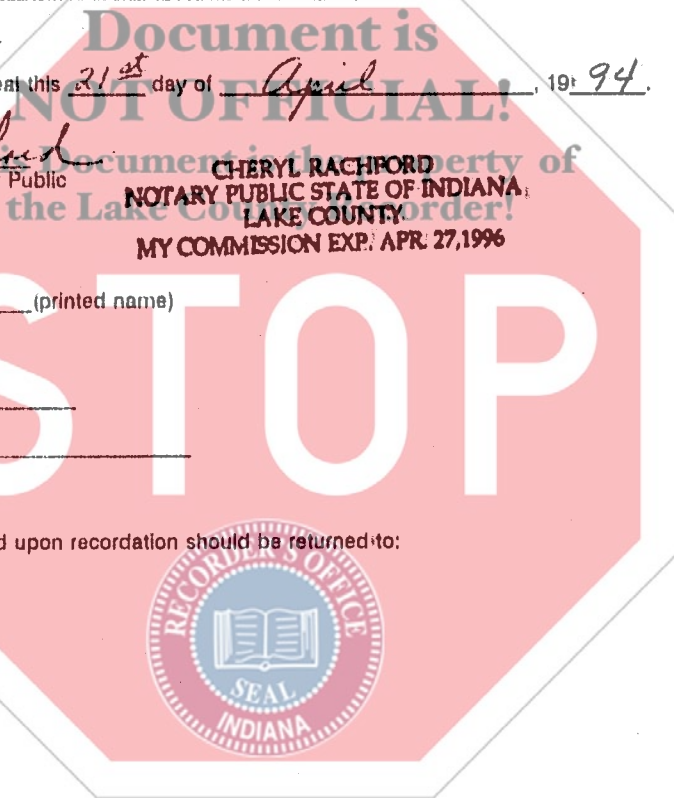 Document is
eal this 21st day of April, 19 94.
NOT OFFICIAL!
Document is the property of
Public
the Lake County Recorder!
CHERYL RACHFORD
NOTARY PUBLIC STATE OF INDIANA
LAKE COUNTY
MY COMMISSION EXP. APR. 27,1996
(printed name)
STOP
d upon recordation should be returned to:
RECORDER'S OFFICE
SEAL
INDIANA